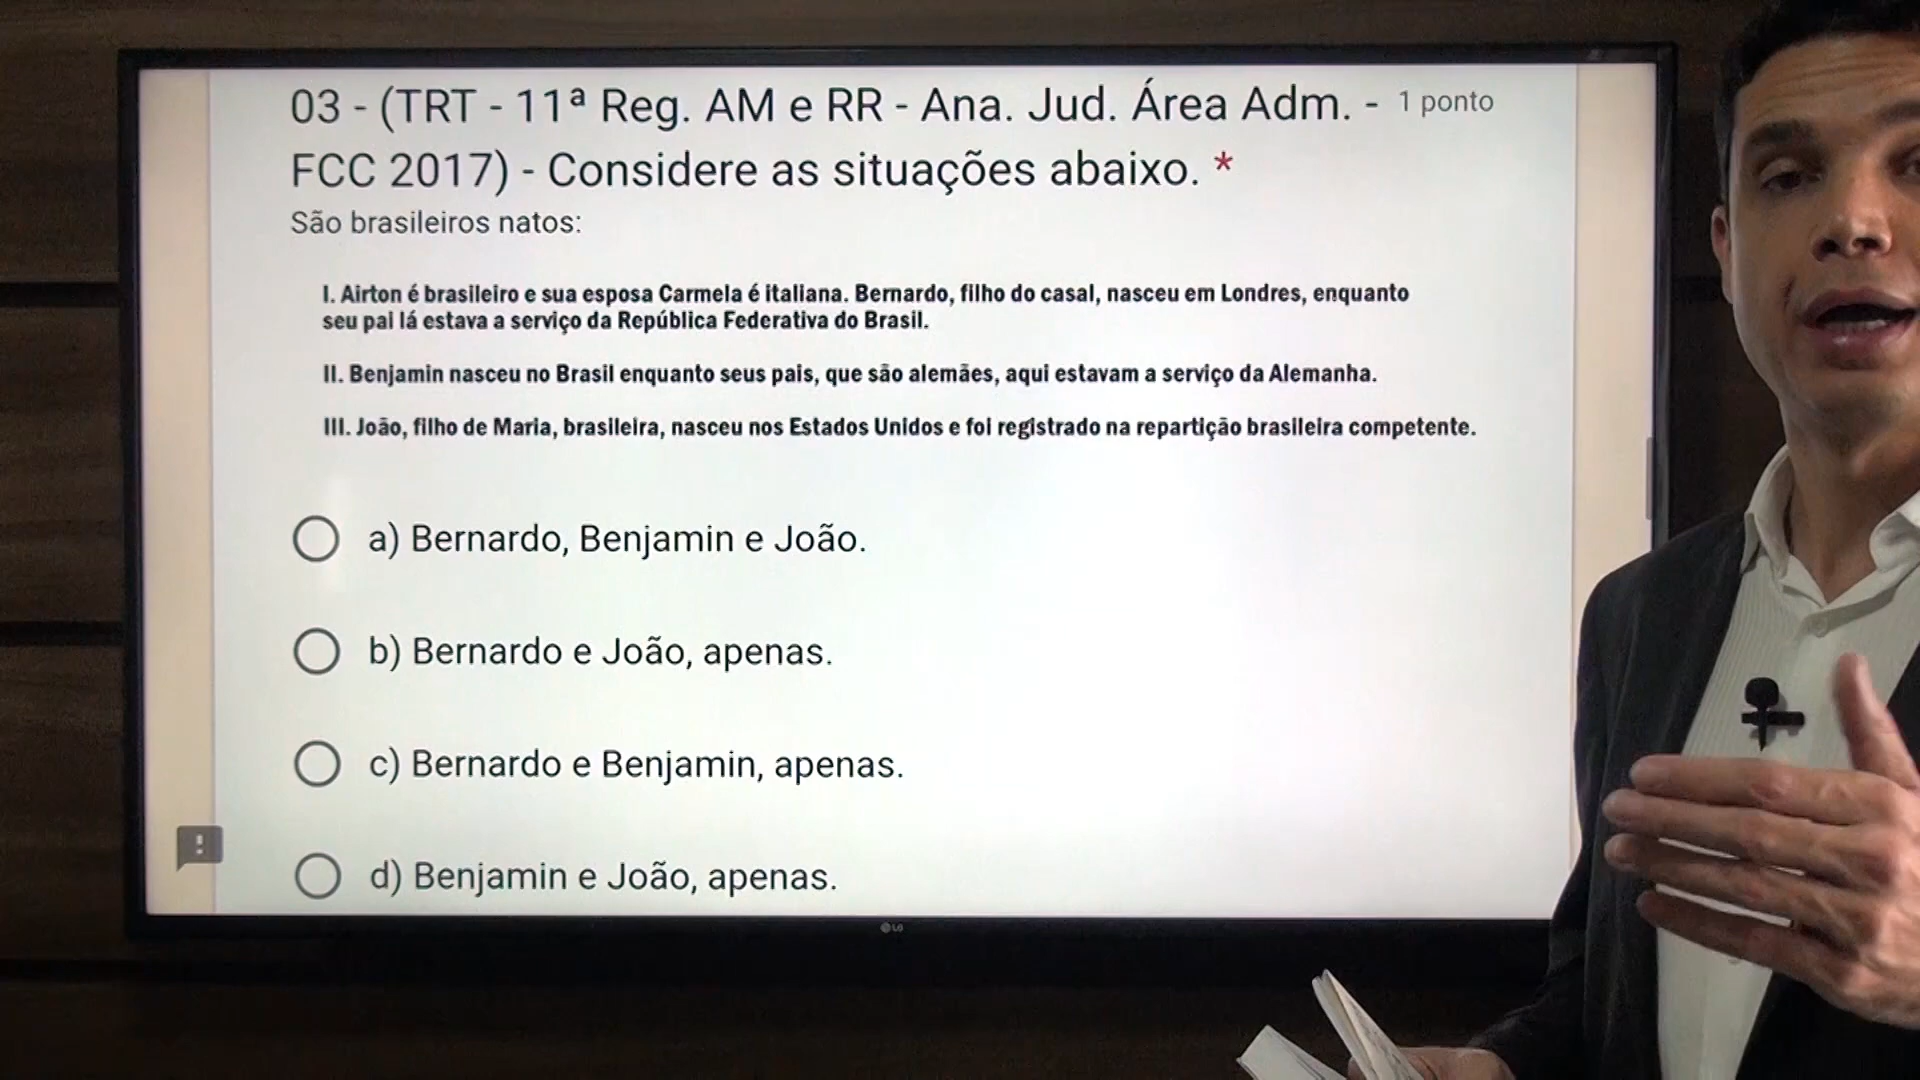 03 - (TRT - 11ª Reg. AM e RR - Ana. Jud. Área Adm. - 1 ponto
FCC 2017) - Considere as situações abaixo. *
São brasileiros natos:
I. Airton é brasileiro e sua esposa Carmela é italiana. Bernardo, filho do casal, nasceu em Londres, enquanto
seu pai lá estava a serviço da República Federativa do Brasil.
II. Benjamin nasceu no Brasil enquanto seus pais, que são alemães, aqui estavam a serviço da Alemanha.
III. João, filho de Maria, brasileira, nasceu nos Estados Unidos e foi registrado na repartição brasileira competente.
a) Bernardo, Benjamin e João.
b) Bernardo e João, apenas.
c) Bernardo e Benjamin, apenas.
d) Benjamin e João, apenas.
LG